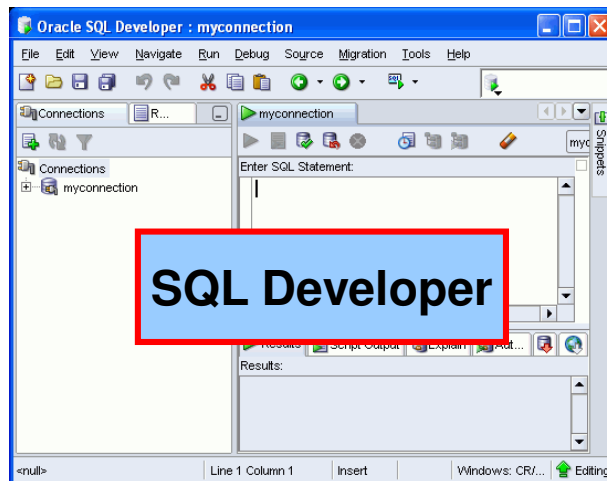 Oracle SQL Developer : myconnection
File Edit View Navigate Run Debug Source Migration Tools Help
Connections R... myconnection
Snippets
myc
Connections
Enter SQL Statement:
myconnection
SQL Developer
Results Script Output Explain Aut...
Results:
<null> Line 1 Column 1 Insert Windows: CR/... Editing